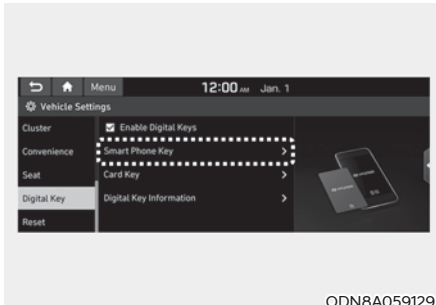 Menu 12:00 AM Jan. 1
Vehicle Settings
Cluster
Enable Digital Keys
Convenience
Smart Phone Key
Seat
Card Key
Digital Key
Digital Key Information
Reset
ODN8A059129